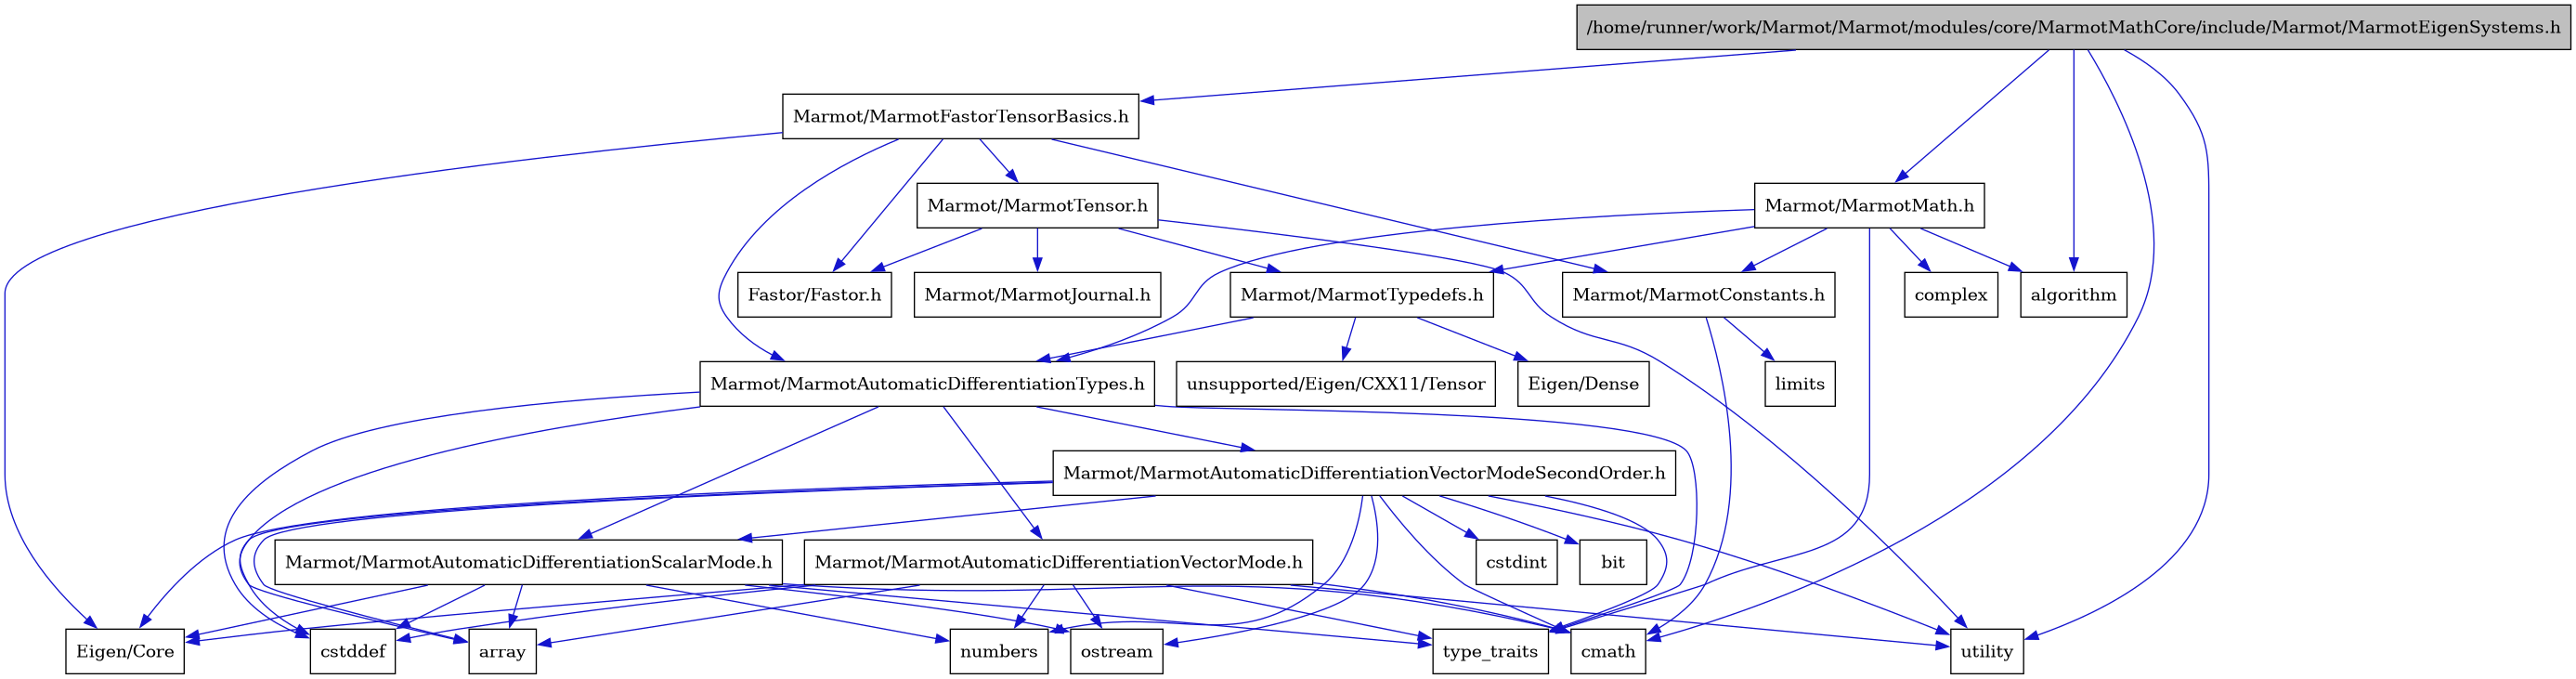 /home/runner/work/Marmot/Marmot/modules/core/MarmotMathCore/include/Marmot/MarmotEigenSystems.h
Marmot/MarmotFastorTensorBasics.h
Marmot/MarmotTensor.h
Marmot/MarmotMath.h
Fastor/Fastor.h
Marmot/MarmotJournal.h
Marmot/MarmotTypedefs.h
Marmot/MarmotConstants.h
complex
algorithm
Marmot/MarmotAutomaticDifferentiationTypes.h
unsupported/Eigen/CXX11/Tensor
Eigen/Dense
limits
Marmot/MarmotAutomaticDifferentiationVectorModeSecondOrder.h
Marmot/MarmotAutomaticDifferentiationScalarMode.h
Marmot/MarmotAutomaticDifferentiationVectorMode.h
cstdint
bit
Eigen/Core
cstddef
array
numbers
ostream
type_traits
cmath
utility